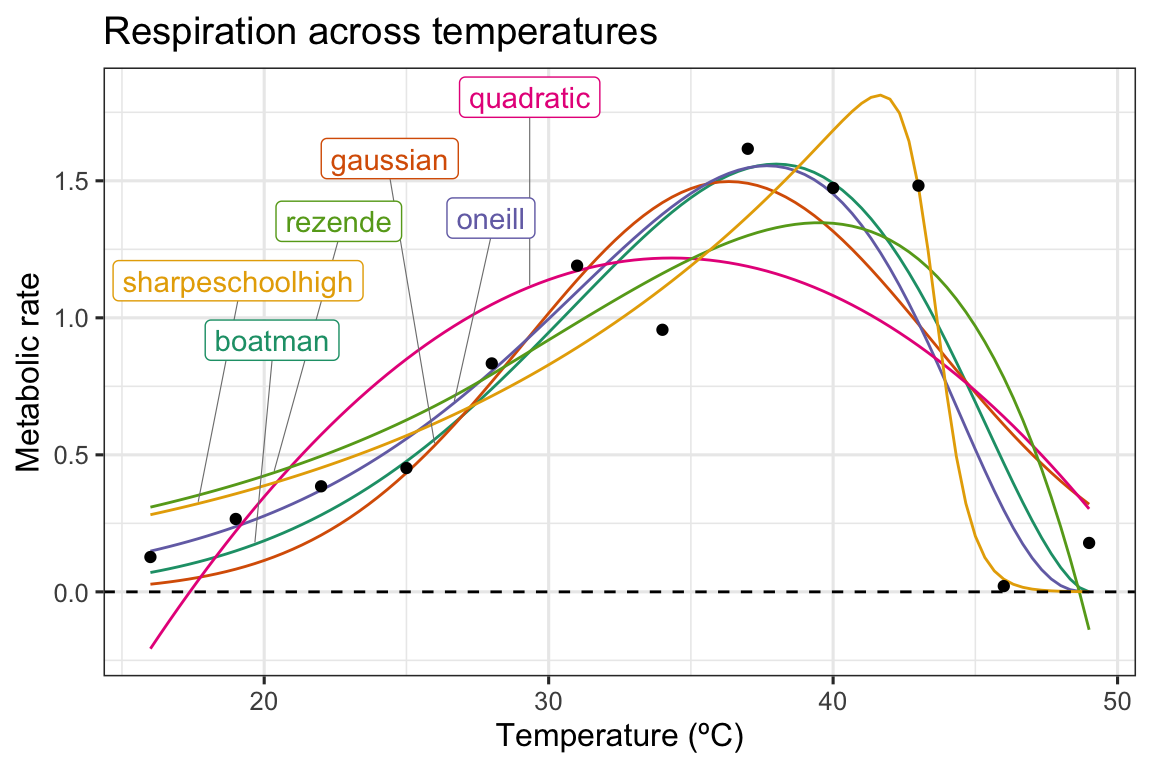 Respiration across temperatures
quadratic
gaussian
rezende
oneill
sharpeschoolhigh
boatman
Metabolic rate
1.5
1.0
0.5
0.0
20
30
40
50
Temperature (ºC)